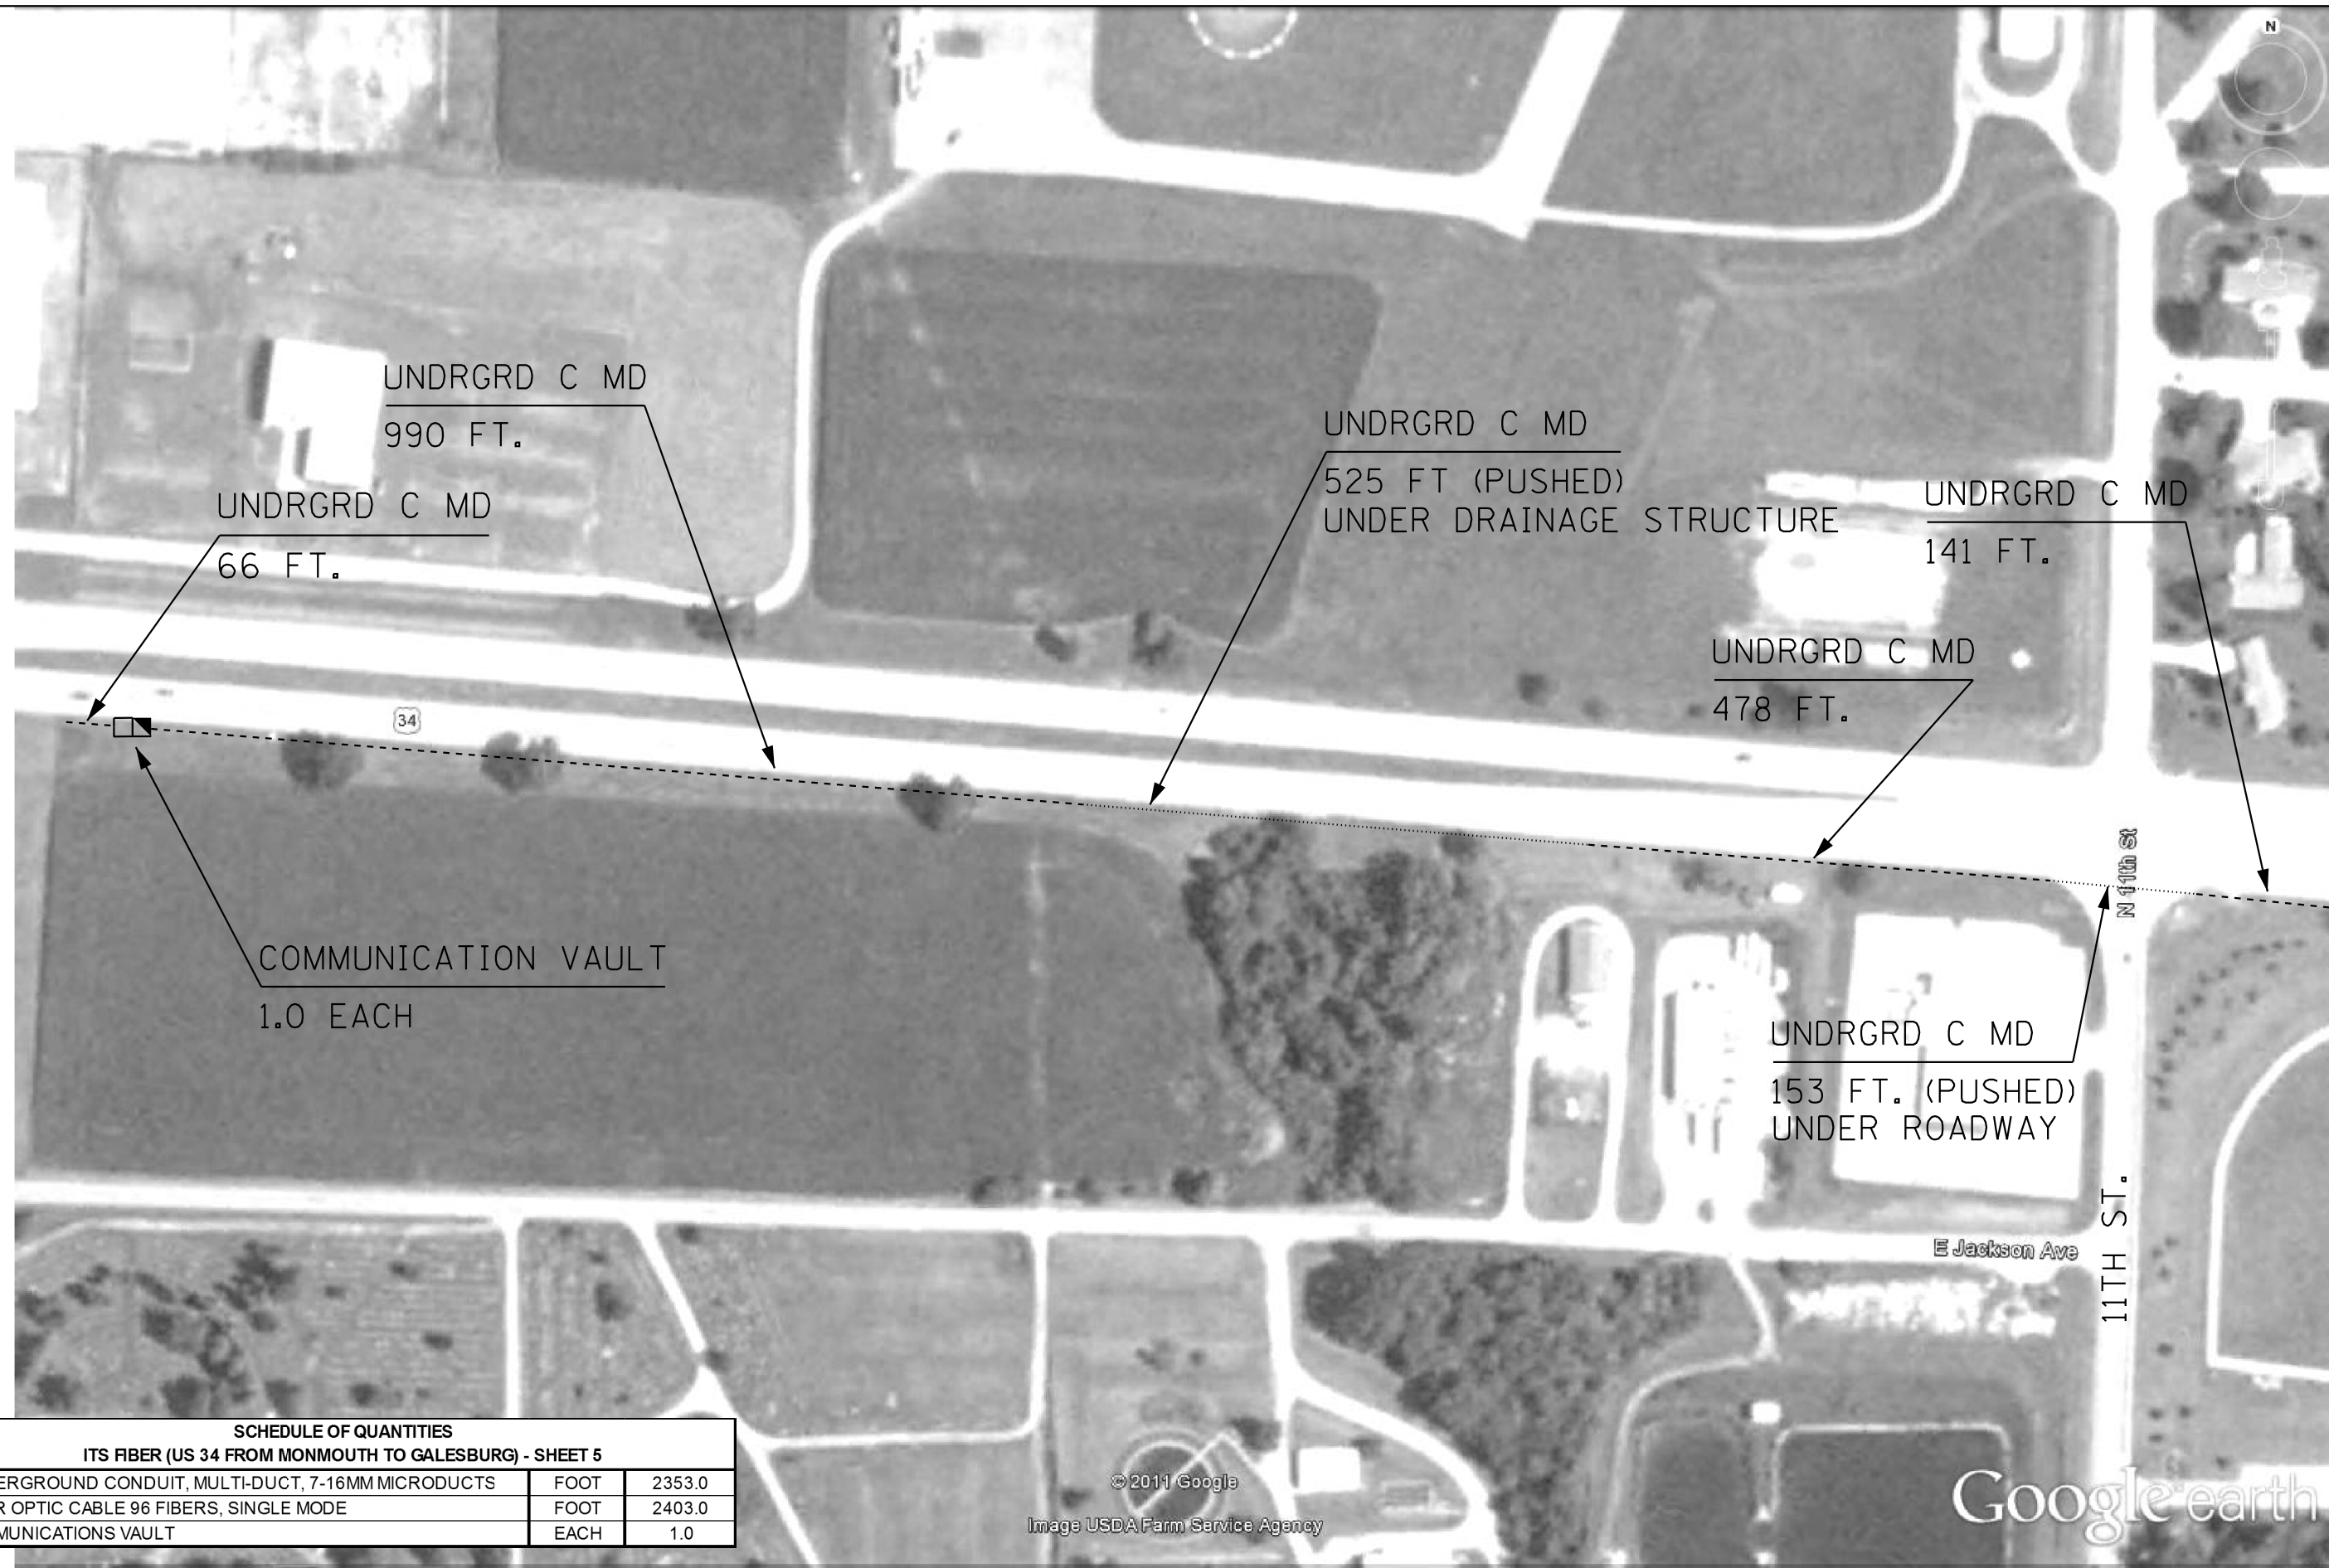 N
UNDRGRD C MD
990 FT.
UNDRGRD C MD
525 FT (PUSHED)
UNDER DRAINAGE STRUCTURE
UNDRGRD C MD
66 FT.
UNDRGRD C MD
141 FT.
UNDRGRD C MD
478 FT.
34
N 11th St
COMMUNICATION VAULT
1.0 EACH
UNDRGRD C MD
153 FT. (PUSHED)
UNDER ROADWAY
11TH ST.
E Jackson Ave
SCHEDULE OF QUANTITIES
ITS FIBER (US 34 FROM MONMOUTH TO GALESBURG) - SHEET 5
ERGROUND CONDUIT, MULTI-DUCT, 7-16MM MICRODUCTS FOOT 2353.0
R OPTIC CABLE 96 FIBERS, SINGLE MODE FOOT 2403.0
MUNICATIONS VAULT EACH 1.0
© 2011 Google
Image USDA Farm Service Agency
Google earth